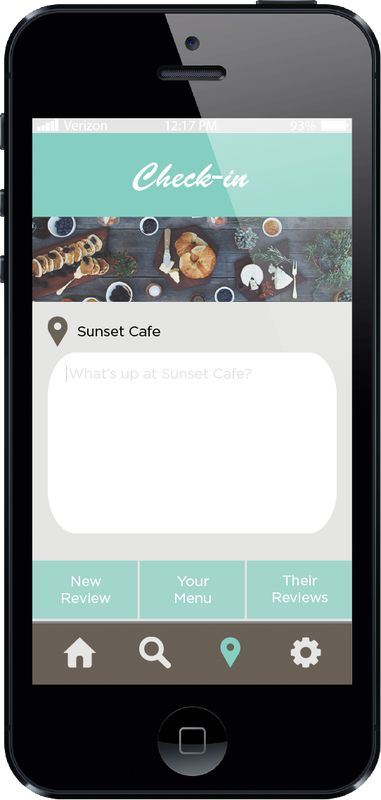 Verizon 12:17 PM 93%
Check-in
Sunset Cafe
What's up at Sunset Cafe?
New Review
Your Menu
Their Reviews